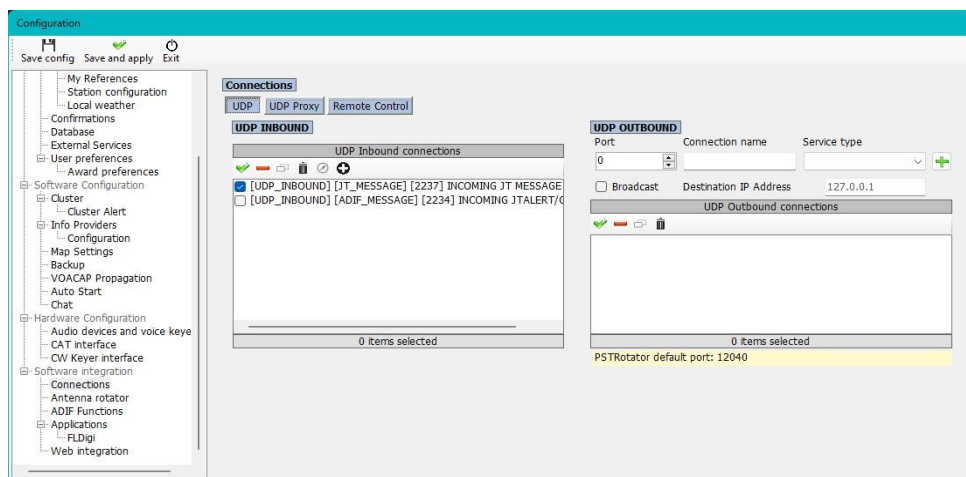 Configuration
Save config Save and apply Exit
My References
Station configuration
Local weather
Confirmations
Database
External Services
User preferences
Award preferences
Software Configuration
Cluster
Cluster Alert
Info Providers
Configuration
Map Settings
Backup
VOACAP Propagation
Auto Start
Chat
Hardware Configuration
Audio devices and voice keye
CAT interface
CW Keyer interface
Software integration
Connections
Antenna rotator
ADIF Functions
Applications
FLDigi
Web integration
Connections
UDP UDP Proxy Remote Control
UDP INBOUND
UDP Inbound connections
[UDP_INBOUND] [JT_MESSAGE] [2237] INCOMING JT MESSAGE
[UDP_INBOUND] [ADIF_MESSAGE] [2234] INCOMING JTALERT/G
0 items selected
UDP OUTBOUND
Port Connection name Service type
0
Broadcast Destination IP Address 127.0.0.1
UDP Outbound connections
0 items selected
PSTRotator default port: 12040